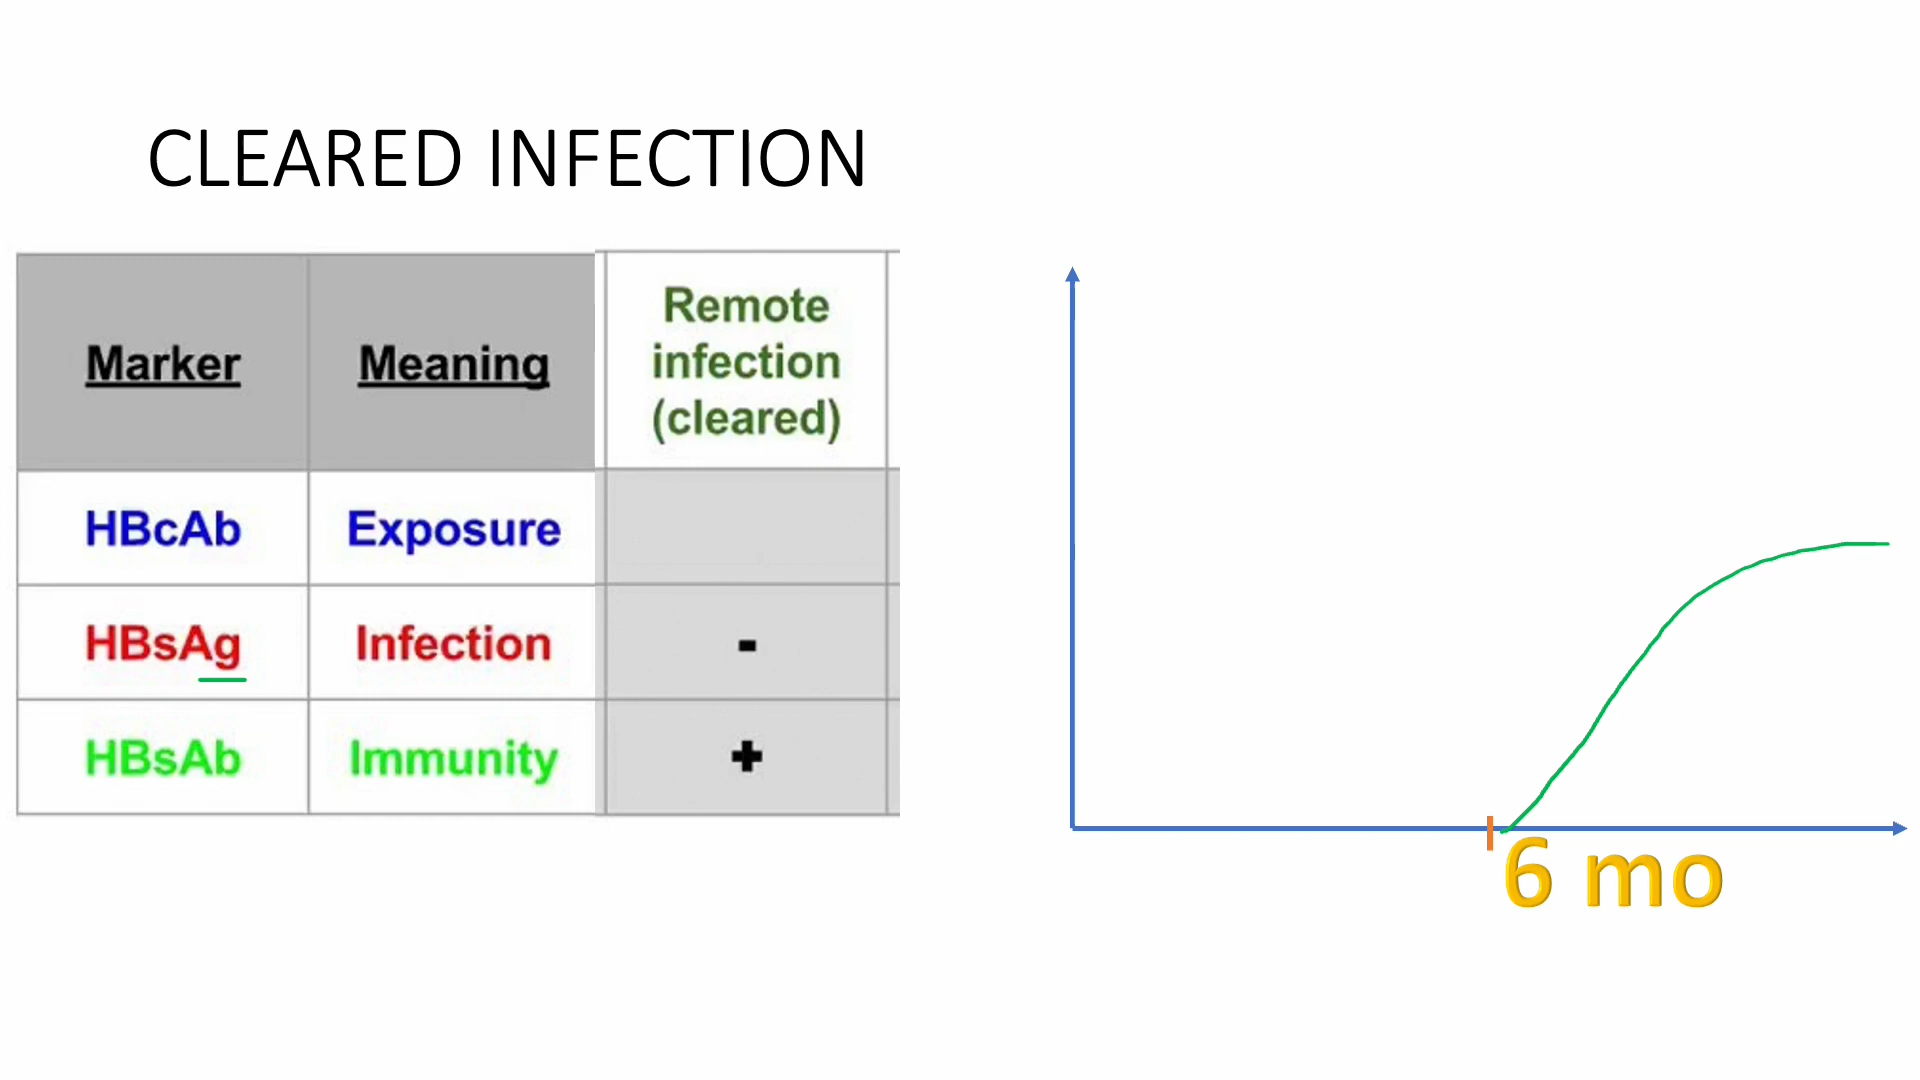 CLEARED INFECTION
Marker Meaning Remote infection (cleared)
HBcAb Exposure
HBsAg Infection -
HBsAb Immunity +
6 mo